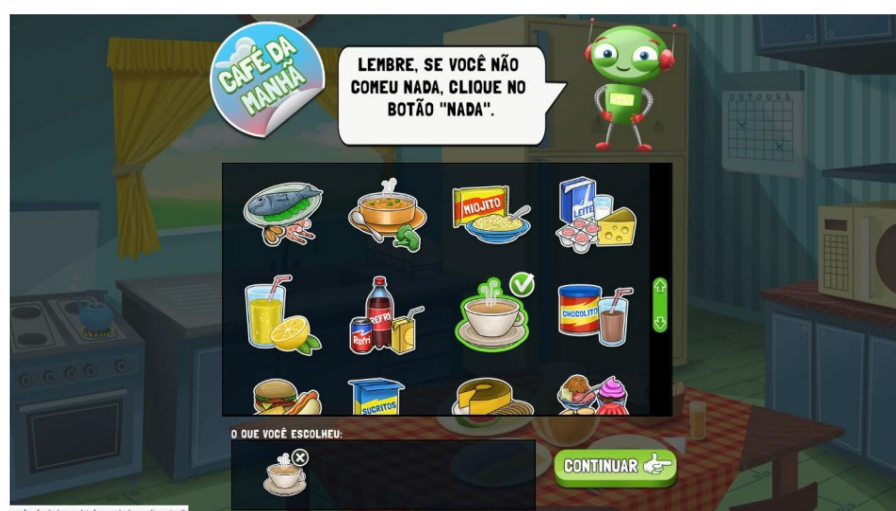 CAFÉ DA
MANHÃ
LEMBRE, SE VOCÊ NÃO
COMEU NADA, CLIQUE NO
BOTÃO "NADA".
MIOJITO
LEITE
REFRI
Refri
CHOCOLITO
SUCRITOS
O QUE VOCÊ ESCOLHEU:
CONTINUAR